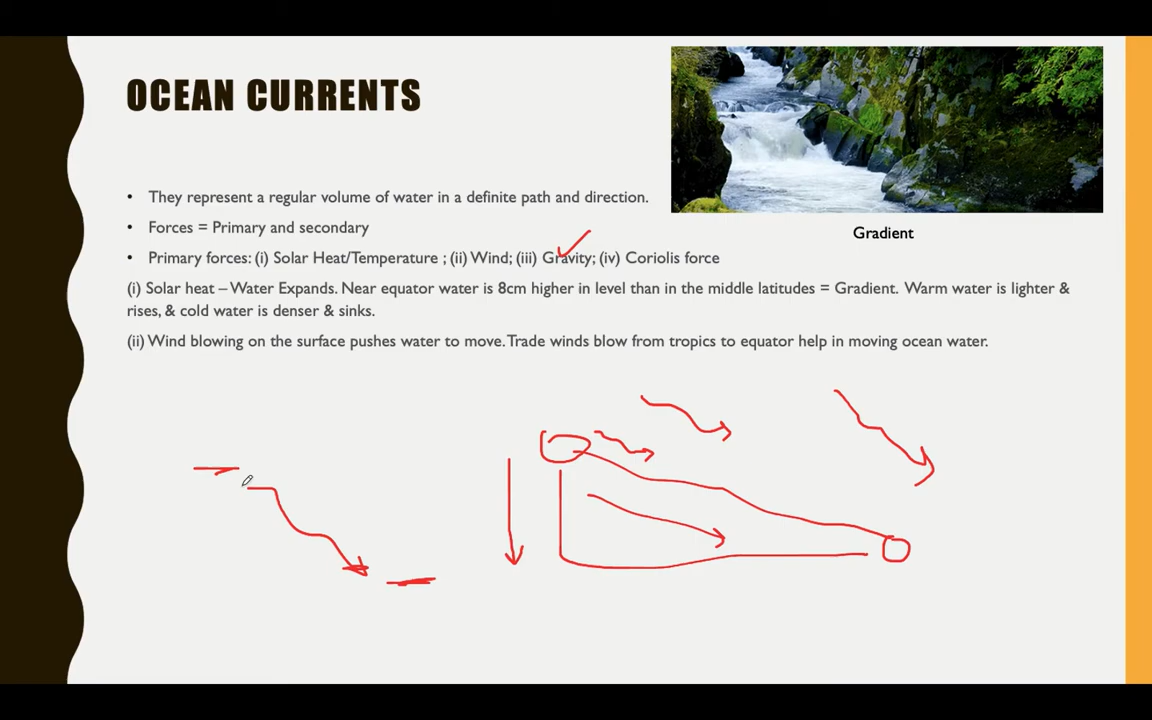 OCEAN CURRENTS
Gradient
• They represent a regular volume of water in a definite path and direction.
• Forces = Primary and secondary
• Primary forces: (i) Solar Heat/Temperature ; (ii) Wind; (iii) Gravity; (iv) Coriolis force
(i) Solar heat – Water Expands. Near equator water is 8cm higher in level than in the middle latitudes = Gradient. Warm water is lighter &
rises, & cold water is denser & sinks.
(ii) Wind blowing on the surface pushes water to move. Trade winds blow from tropics to equator help in moving ocean water.